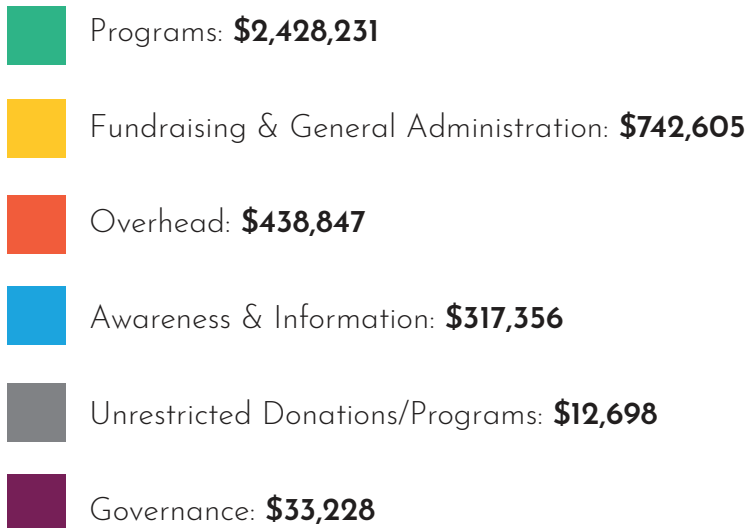 Programs: $2,428,231
Fundraising & General Administration: $742,605
Overhead: $438,847
Awareness & Information: $317,356
Unrestricted Donations/Programs: $12,698
Governance: $33,228